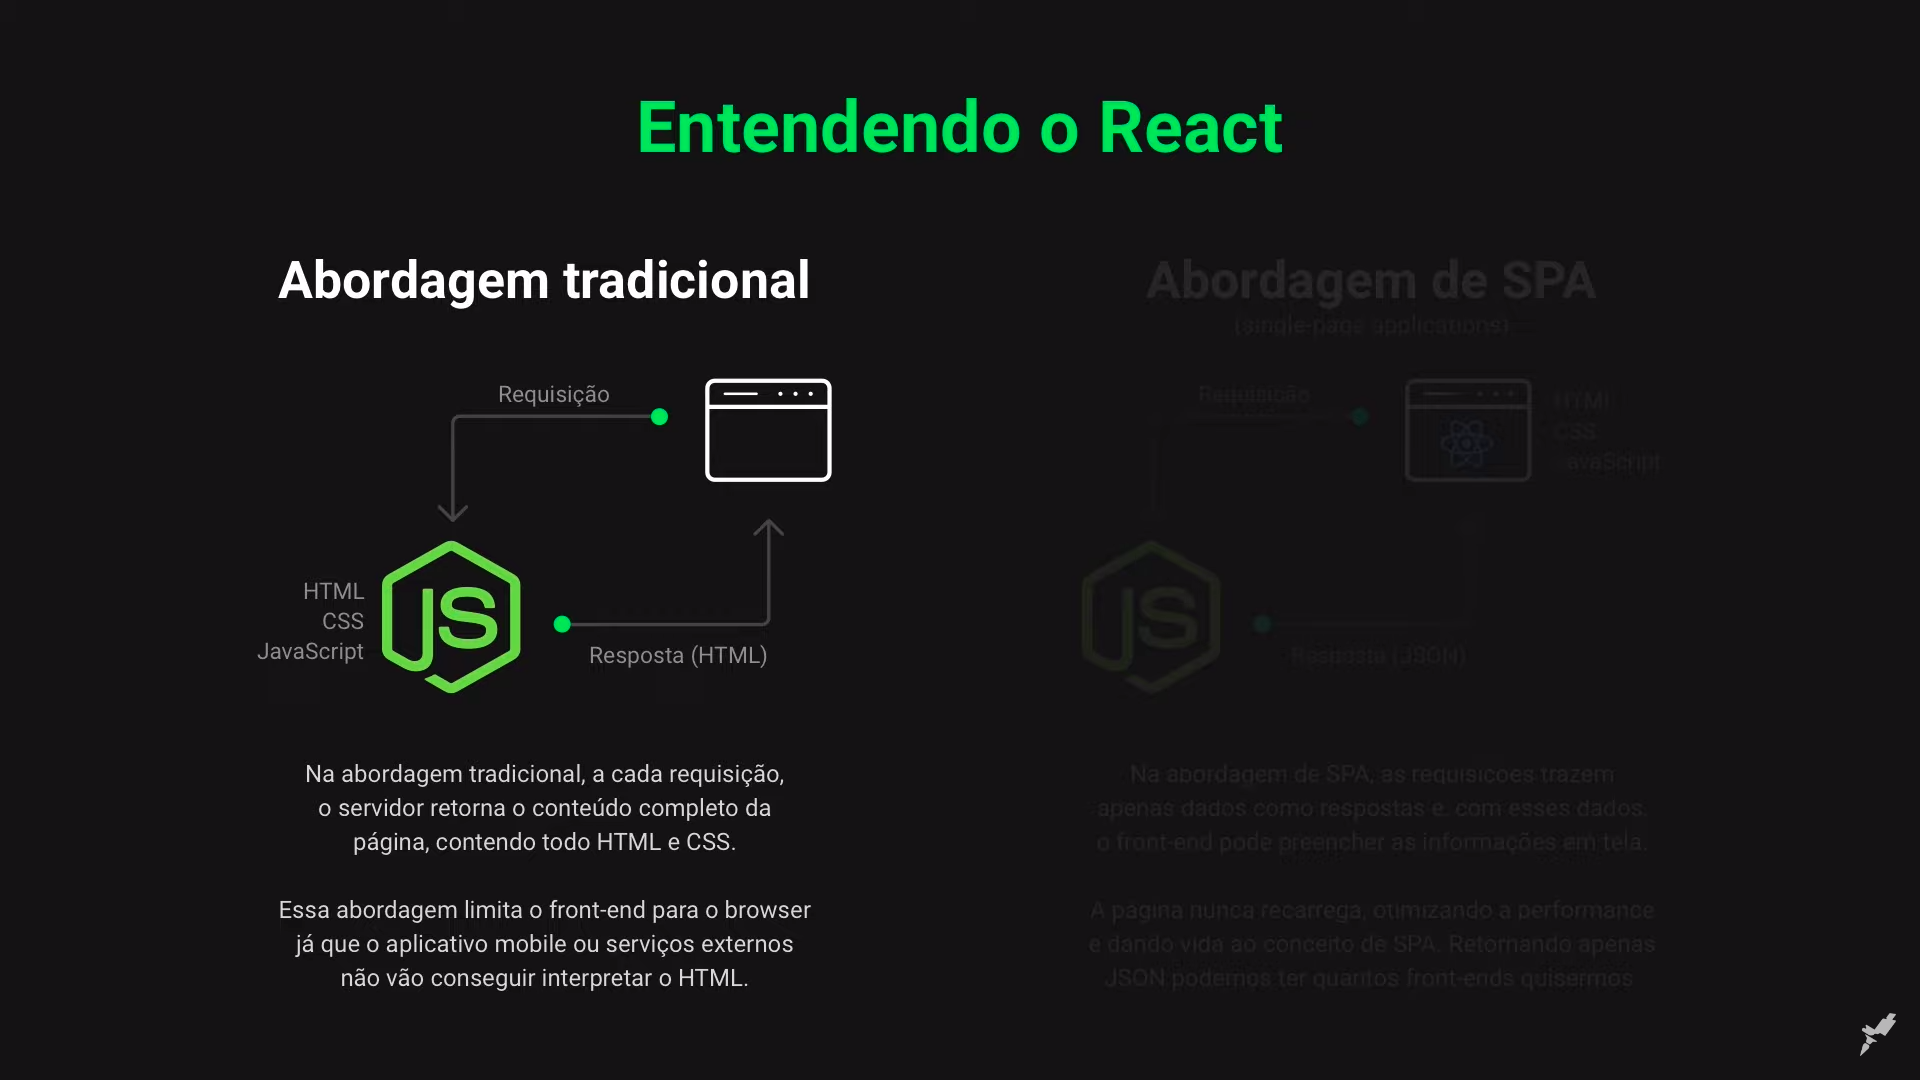 Entendendo o React
Abordagem tradicional
Requisição
HTML
CSS
JavaScript
JS
Resposta (HTML)
Na abordagem tradicional, a cada requisição,
o servidor retorna o conteúdo completo da
página, contendo todo HTML e CSS.
Essa abordagem limita o front-end para o browser
já que o aplicativo mobile ou serviços externos
não vão conseguir interpretar o HTML.
Abordagem de SPA
(single-page applications)
Requisição
HTML
CSS
JavaScript
JS
Resposta (JSON)
Na abordagem de SPA, as requisições trazem
apenas dados como respostas e, com esses dados,
o front-end pode preencher as informações em tela.
A página nunca recarrega, otimizando a performance
e dando vida ao conceito de SPA. Retornando apenas
JSON podemos ter quantos front-ends quisermos